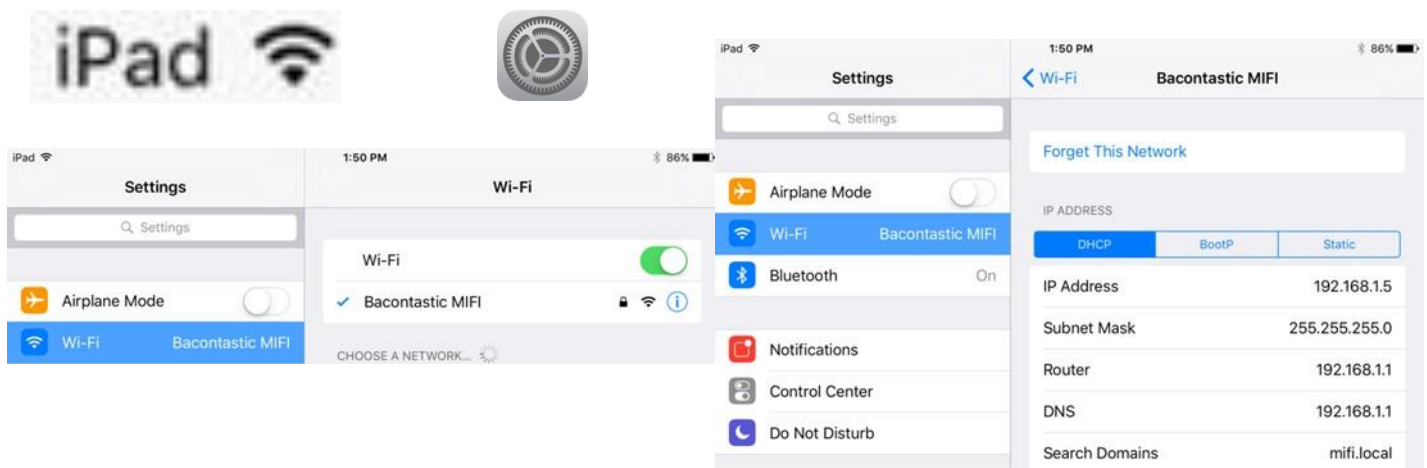 iPad
iPad 1:50 PM 86%
Settings Wi-Fi
Settings
Wi-Fi
Airplane Mode Bacontastic MIFI
Wi-Fi Bacontastic MIFI
CHOOSE A NETWORK...
iPad 1:50 PM 86%
Settings Wi-Fi Bacontastic MIFI
Settings
Forget This Network
Airplane Mode
IP ADDRESS
Wi-Fi Bacontastic MIFI
DHCP BootP Static
Bluetooth On
IP Address 192.168.1.5
Subnet Mask 255.255.255.0
Notifications
Router 192.168.1.1
Control Center
DNS 192.168.1.1
Do Not Disturb
Search Domains mifi.local